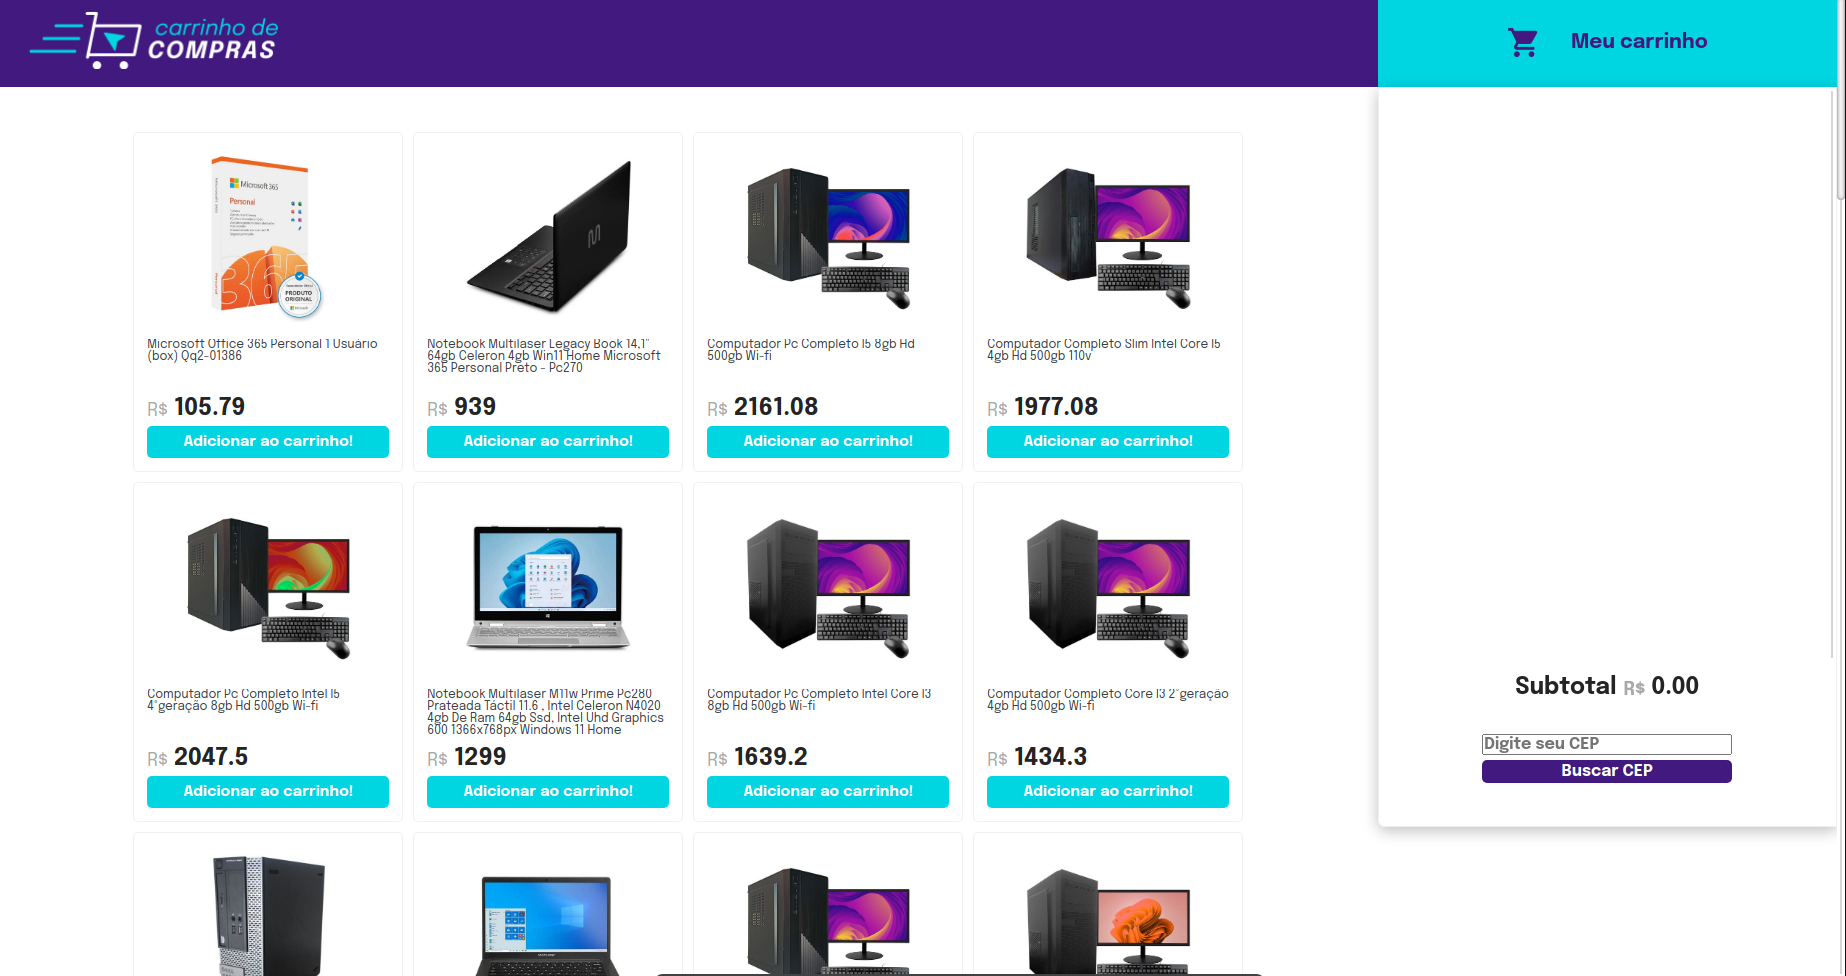 carrinho de
COMPRAS
Meu carrinho
Microsoft 365
Personal
365
PRODUTO
ORIGINAL
Microsoft Office 365 Personal 1 Usuário
(box) Qq2-01386
R$ 105.79
Adicionar ao carrinho!
Notebook Multilaser Legacy Book 14,1"
64gb Celeron 4gb Win11 Home Microsoft
365 Personal Preto - Pc270
R$ 939
Adicionar ao carrinho!
Computador Pc Completo I5 8gb Hd
500gb Wi-fi
R$ 2161.08
Adicionar ao carrinho!
Computador Completo Slim Intel Core I5
4gb Hd 500gb 110v
R$ 1977.08
Adicionar ao carrinho!
Computador Pc Completo Intel I5
4°geração 8gb Hd 500gb Wi-fi
R$ 2047.5
Adicionar ao carrinho!
Notebook Multilaser M11w Prime Pc280
Prateada Táctil 11.6 , Intel Celeron N4020
4gb De Ram 64gb Ssd, Intel Uhd Graphics
600 1366x768px Windows 11 Home
R$ 1299
Adicionar ao carrinho!
Computador Pc Completo Intel Core I3
8gb Hd 500gb Wi-fi
R$ 1639.2
Adicionar ao carrinho!
Computador Completo Core I3 2°geração
4gb Hd 500gb Wi-fi
R$ 1434.3
Adicionar ao carrinho!
Subtotal R$ 0.00
Digite seu CEP
Buscar CEP